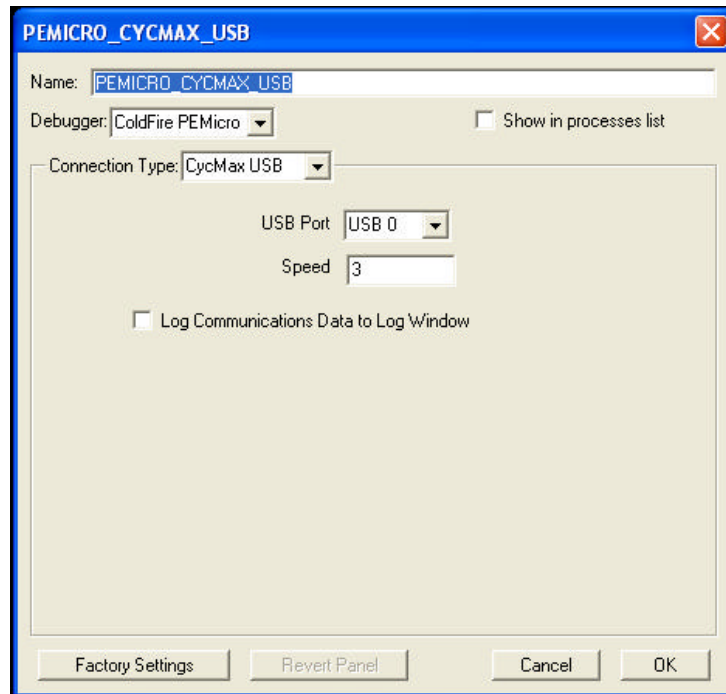 PEMICRO_CYCMAX_USB
Name: PEMICRO_CYCMAX_USB
Debugger: ColdFire PEMicro Show in processes list
Connection Type: CycMax USB
USB Port USB 0
Speed 3
Log Communications Data to Log Window
Factory Settings Revert Panel Cancel OK